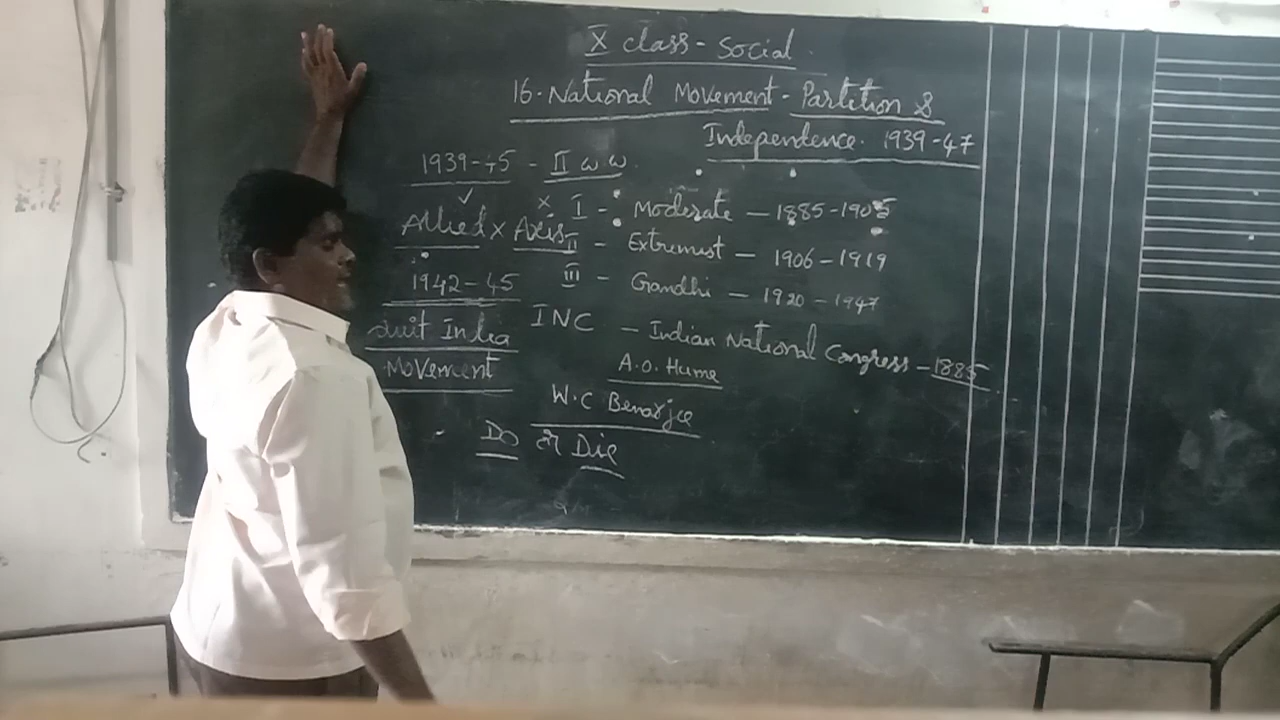 X class - Social
16. National Movement - Partition &
Independence. 1939-47
1939-45 - II W W
Allied x Axis
1942-45
Quit India
Movement
I - Moderate - 1885-1905
II - Extremist - 1906-1919
III - Gandhi - 1920-1947
INC - Indian National Congress - 1885
A.O. Hume
W.C Benarjee
Do or Die